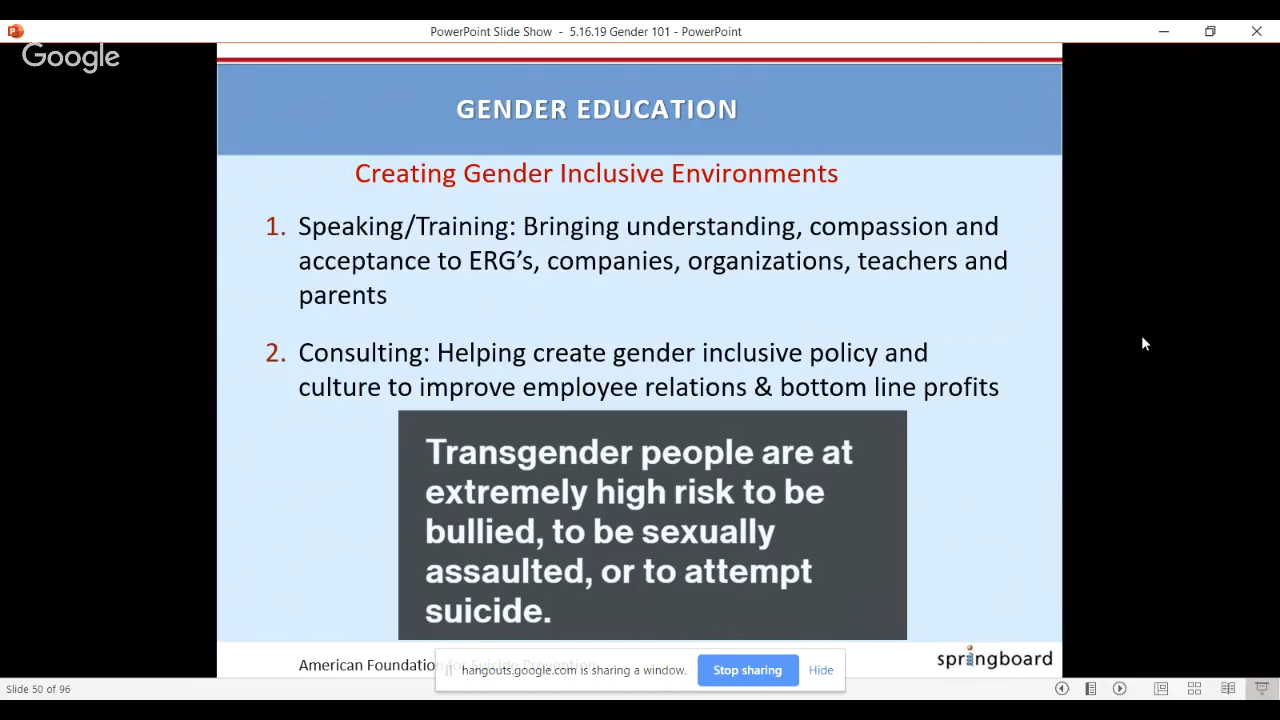 PowerPoint Slide Show - 5.16.19 Gender 101 - PowerPoint
Google
GENDER EDUCATION
Creating Gender Inclusive Environments
1. Speaking/Training: Bringing understanding, compassion and
acceptance to ERG's, companies, organizations, teachers and
parents
2. Consulting: Helping create gender inclusive policy and
culture to improve employee relations & bottom line profits
Transgender people are at
extremely high risk to be
bullied, to be sexually
assaulted, or to attempt
suicide.
American Foundation
hangouts.google.com is sharing a window.
Stop sharing
Hide
springboard
Slide 50 of 96